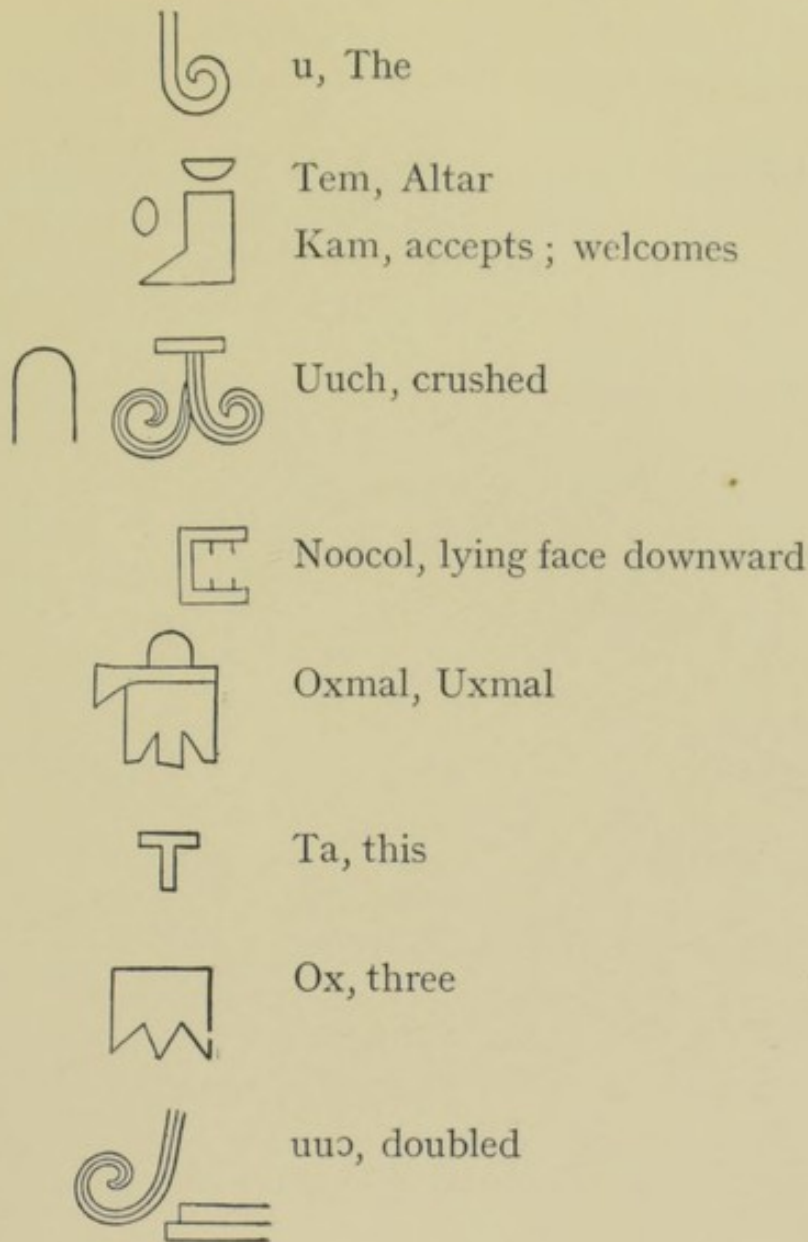 u, The
Tem, Altar
Kam, accepts ; welcomes
Uuch, crushed
Noocol, lying face downward
Oxmal, Uxmal
Ta, this
Ox, three
uuɔ, doubled